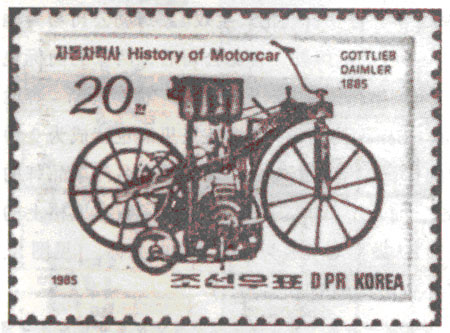 자동차력사 History of Motorcar
GOTTLIEB
DAIMLER
1885
20전
1985
조선우표 DPR KOREA